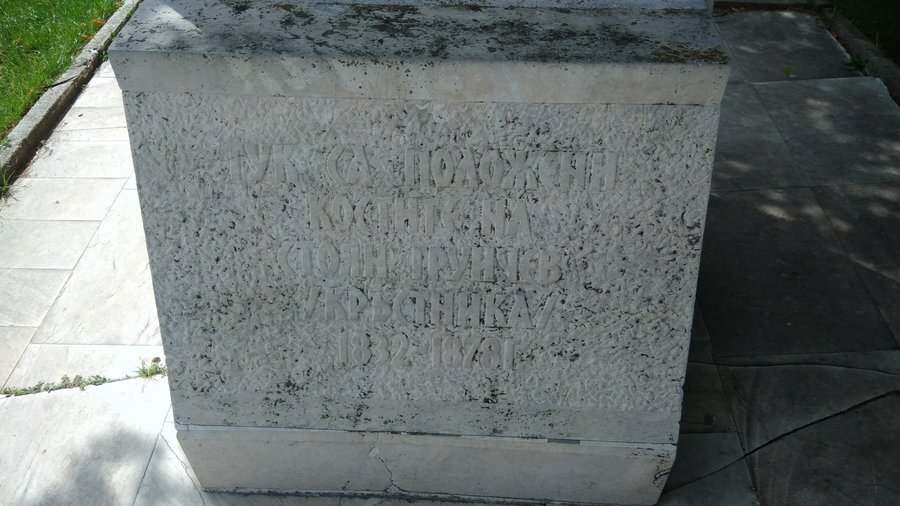 ТУК СА ПОЛОЖЕНИ
КОСТИТЕ НА
СТОЯН ТРУНЧЕВ
/КРЪСТНИКА/
1832-1878Г